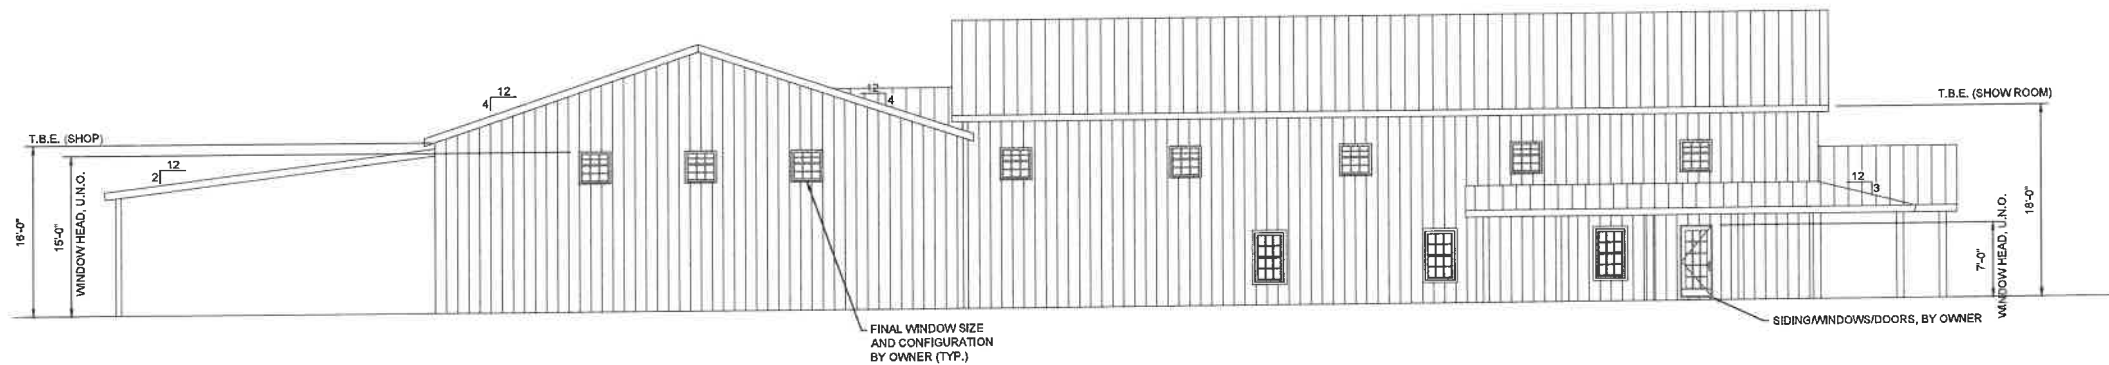 12
4
12
4
T.B.E. (SHOW ROOM)
T.B.E. (SHOP)
12
2
12
3
16'-0"
15'-0"
WINDOW HEAD, U.N.O.
18'-0"
7'-0"
WINDOW HEAD, U.N.O.
FINAL WINDOW SIZE
AND CONFIGURATION
BY OWNER (TYP.)
SIDING/WINDOWS/DOORS, BY OWNER